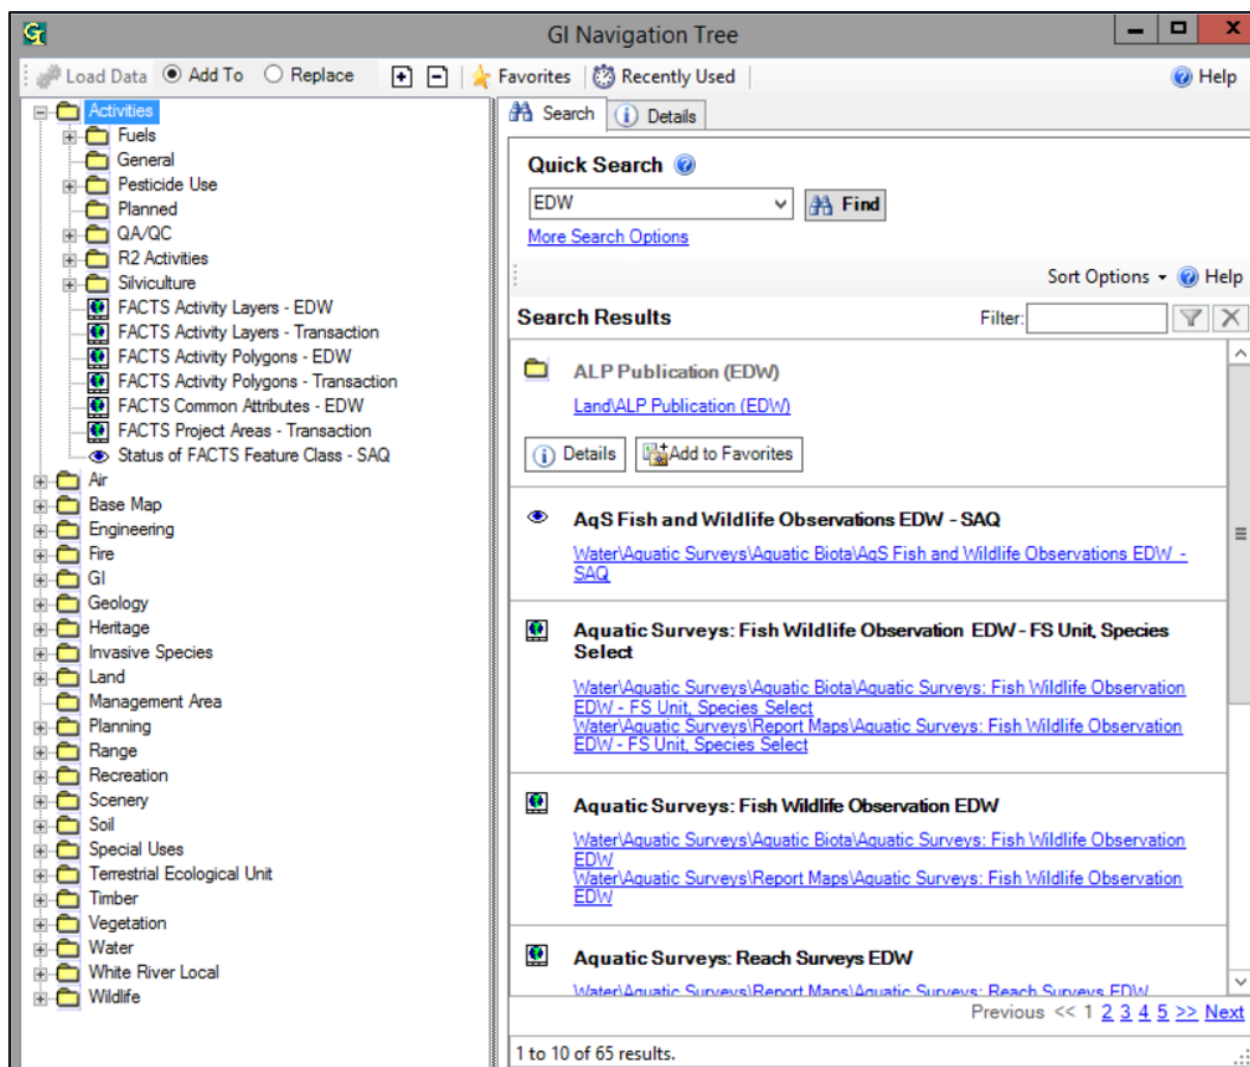 GI Navigation Tree
Load Data Add To Replace Favorites Recently Used Help
Activities
Fuels
General
Pesticide Use
Planned
QA/QC
R2 Activities
Silviculture
FACTS Activity Layers - EDW
FACTS Activity Layers - Transaction
FACTS Activity Polygons - EDW
FACTS Activity Polygons - Transaction
FACTS Common Attributes - EDW
FACTS Project Areas - Transaction
Status of FACTS Feature Class - SAQ
Air
Base Map
Engineering
Fire
GI
Geology
Heritage
Invasive Species
Land
Management Area
Planning
Range
Recreation
Scenery
Soil
Special Uses
Terrestrial Ecological Unit
Timber
Vegetation
Water
White River Local
Wildlife
Search Details
Quick Search
EDW Find
More Search Options
Sort Options Help
Search Results Filter:
ALP Publication (EDW)
Land\ALP Publication (EDW)
Details Add to Favorites
AqS Fish and Wildlife Observations EDW - SAQ
Water\Aquatic Surveys\Aquatic Biota\AqS Fish and Wildlife Observations EDW -
SAQ
Aquatic Surveys: Fish Wildlife Observation EDW - FS Unit, Species
Select
Water\Aquatic Surveys\Aquatic Biota\Aquatic Surveys: Fish Wildlife Observation
EDW - FS Unit, Species Select
Water\Aquatic Surveys\Report Maps\Aquatic Surveys: Fish Wildlife Observation
EDW - FS Unit, Species Select
Aquatic Surveys: Fish Wildlife Observation EDW
Water\Aquatic Surveys\Aquatic Biota\Aquatic Surveys: Fish Wildlife Observation
EDW
Water\Aquatic Surveys\Report Maps\Aquatic Surveys: Fish Wildlife Observation
EDW
Aquatic Surveys: Reach Surveys EDW
Water\Aquatic Surveys\Report Maps\Aquatic Surveys: Reach Surveys EDW
Previous << 1 2 3 4 5 >> Next
1 to 10 of 65 results.